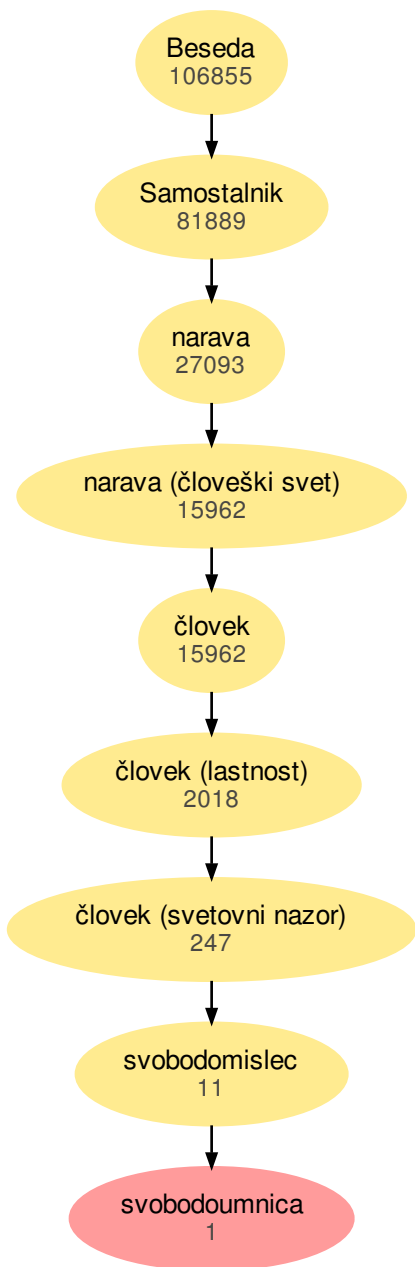 Beseda
106855
Samostalnik
81889
narava
27093
narava (človeški svet)
15962
človek
15962
človek (lastnost)
2018
človek (svetovni nazor)
247
svobodomislec
11
svobodoumnica
1